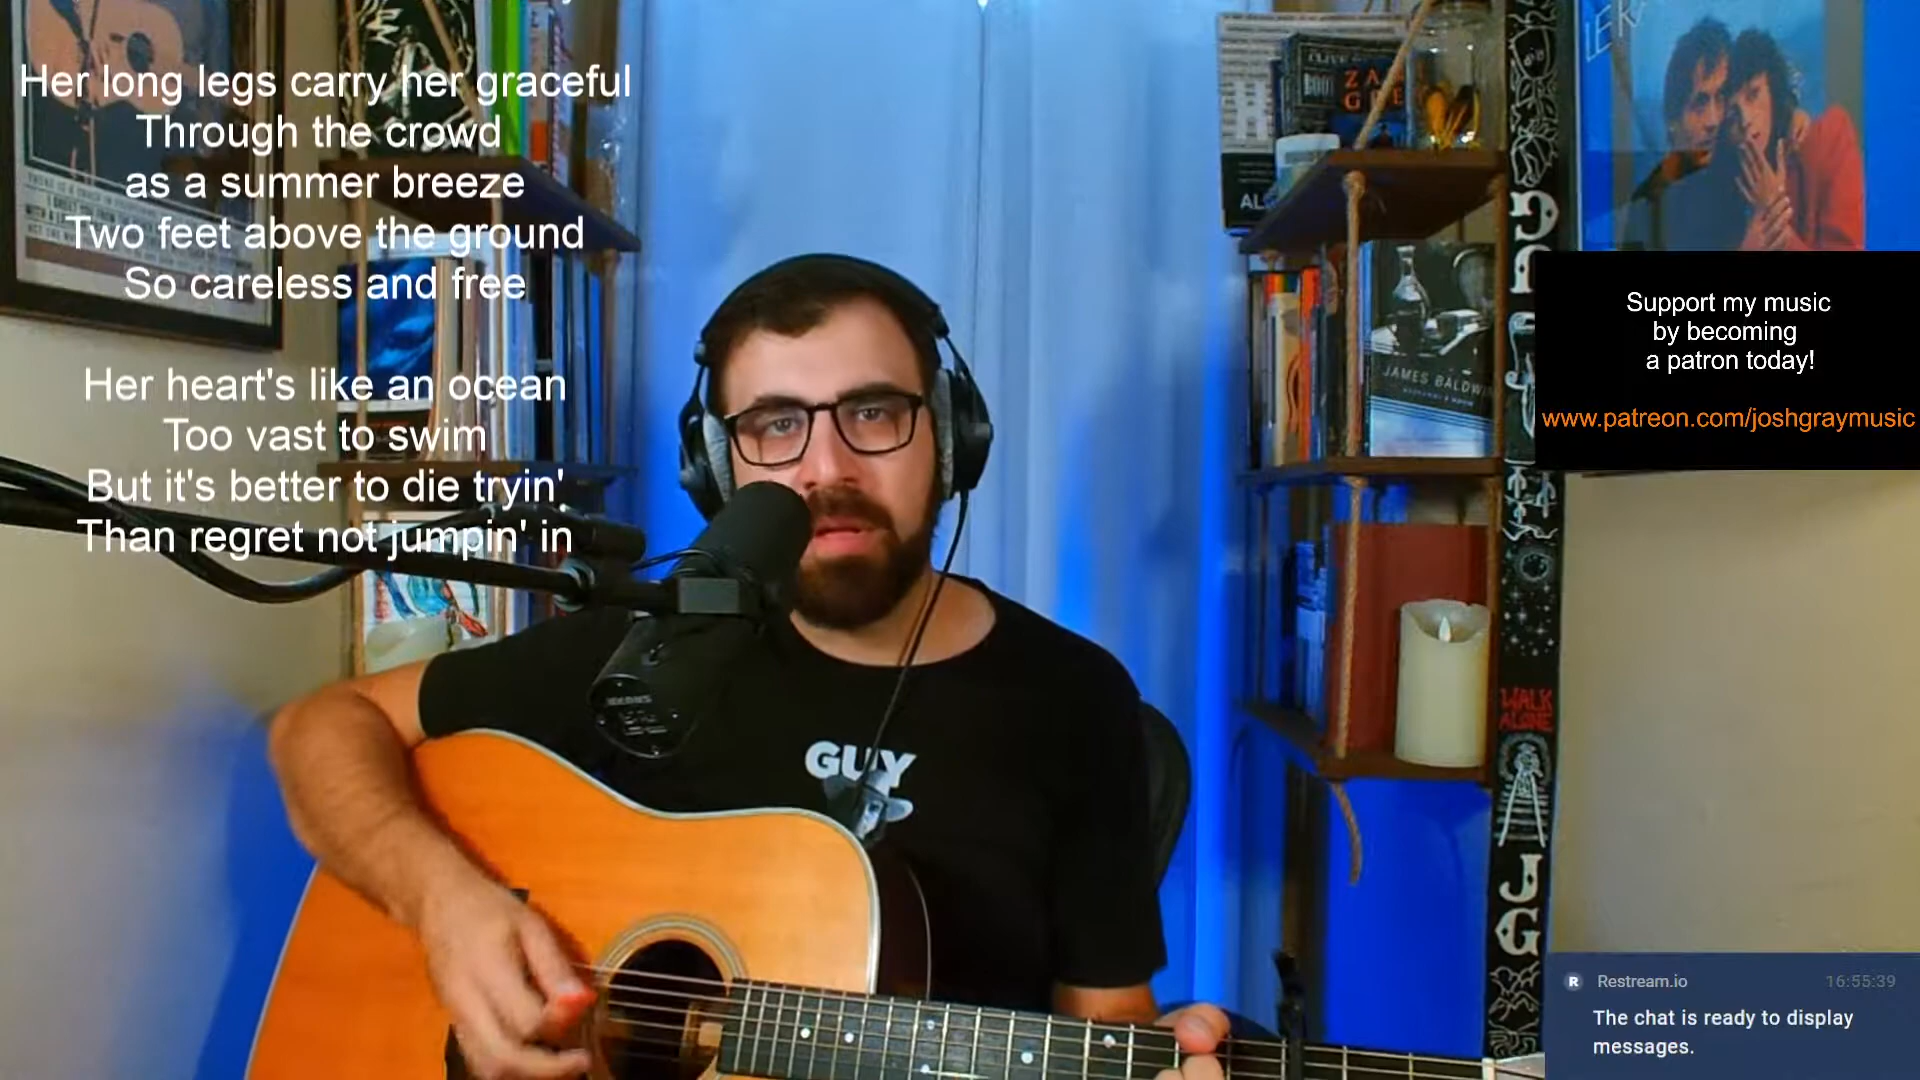 Her long legs carry her graceful
Through the crowd
as a summer breeze
Two feet above the ground
So careless and free
Her heart's like an ocean
Too vast to swim
But it's better to die tryin'
Than regret not jumpin' in
GUY
JAMES BALDWIN
Support my music
by becoming
a patron today!
www.patreon.com/joshgraymusic
WALK
ALONE
JG
R Restream.io 16:55:39
The chat is ready to display
messages.